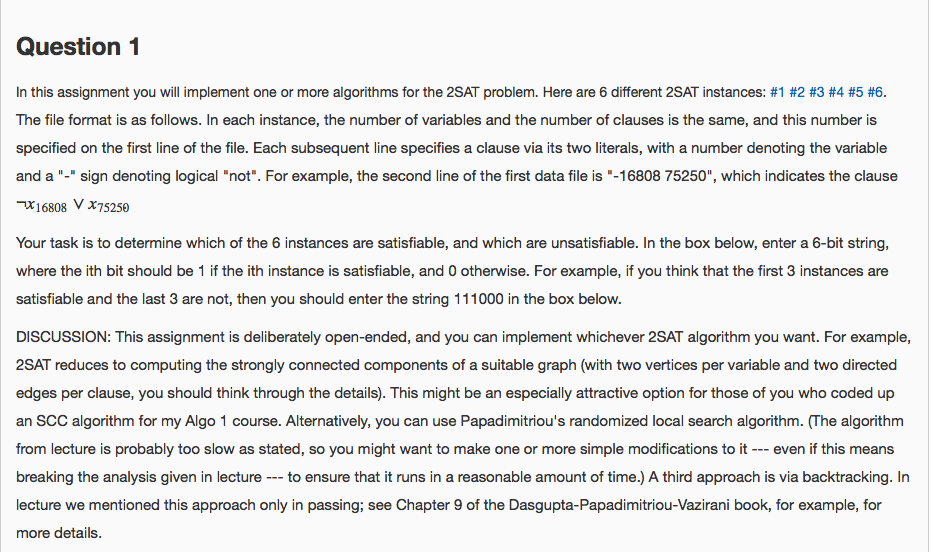 Question 1
In this assignment you will implement one or more algorithms for the 2SAT problem. Here are 6 different 2SAT instances: #1 #2 #3 #4 #5 #6.
The file format is as follows. In each instance, the number of variables and the number of clauses is the same, and this number is
specified on the first line of the file. Each subsequent line specifies a clause via its two literals, with a number denoting the variable
and a "-" sign denoting logical "not". For example, the second line of the first data file is "-16808 75250", which indicates the clause
¬x16808 ∨ x75250
Your task is to determine which of the 6 instances are satisfiable, and which are unsatisfiable. In the box below, enter a 6-bit string,
where the ith bit should be 1 if the ith instance is satisfiable, and 0 otherwise. For example, if you think that the first 3 instances are
satisfiable and the last 3 are not, then you should enter the string 111000 in the box below.
DISCUSSION: This assignment is deliberately open-ended, and you can implement whichever 2SAT algorithm you want. For example,
2SAT reduces to computing the strongly connected components of a suitable graph (with two vertices per variable and two directed
edges per clause, you should think through the details). This might be an especially attractive option for those of you who coded up
an SCC algorithm for my Algo 1 course. Alternatively, you can use Papadimitriou's randomized local search algorithm. (The algorithm
from lecture is probably too slow as stated, so you might want to make one or more simple modifications to it --- even if this means
breaking the analysis given in lecture --- to ensure that it runs in a reasonable amount of time.) A third approach is via backtracking. In
lecture we mentioned this approach only in passing; see Chapter 9 of the Dasgupta-Papadimitriou-Vazirani book, for example, for
more details.